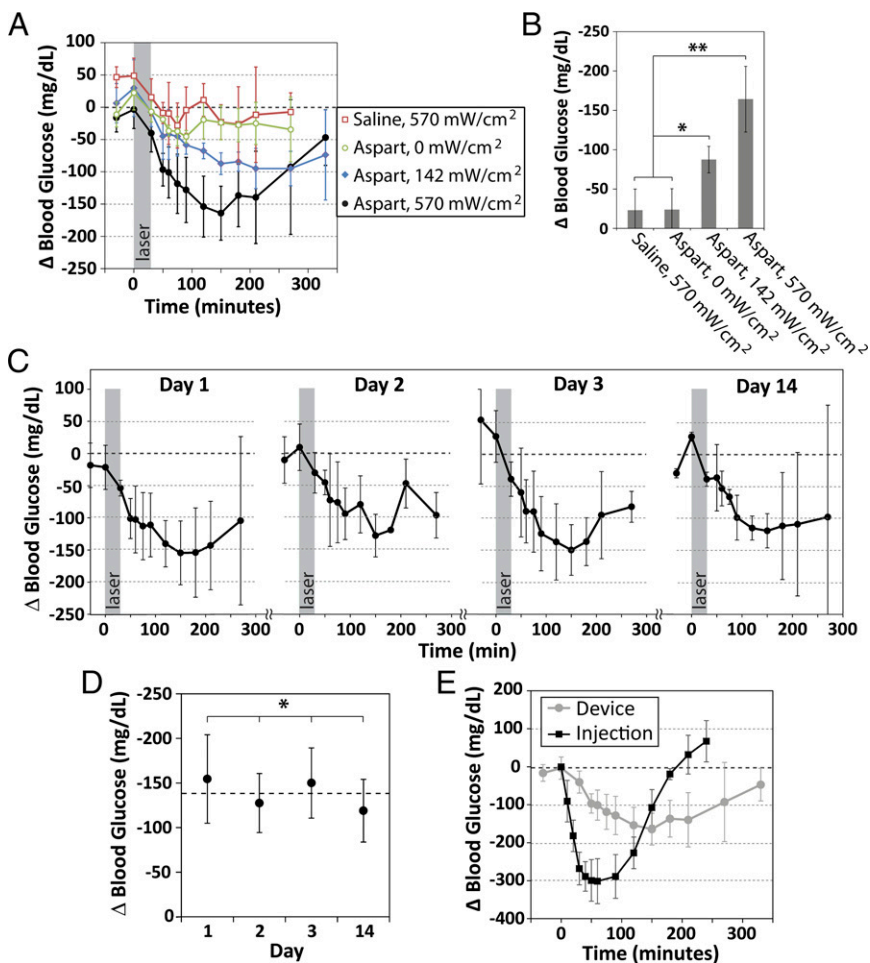 A
Δ Blood Glucose (mg/dL)
100
50
0
-50
-100
-150
-200
-250
laser
0 100 200 300
Time (minutes)
Saline, 570 mW/cm²
Aspart, 0 mW/cm²
Aspart, 142 mW/cm²
Aspart, 570 mW/cm²
B
Δ Blood Glucose (mg/dL)
-250
-200
-150
-100
-50
0
**
*
Saline, 570 mW/cm²
Aspart, 0 mW/cm²
Aspart, 142 mW/cm²
Aspart, 570 mW/cm²
C
Δ Blood Glucose (mg/dL)
100
50
0
-50
-100
-150
-200
-250
Day 1 Day 2 Day 3 Day 14
laser laser laser laser
0 100 200 0 100 200 0 100 200 0 100 200
Time (min)
D
Δ Blood Glucose (mg/dL)
-250
-200
-150
-100
-50
0
*
1 2 3 14
Day
E
Δ Blood Glucose (mg/dL)
200
100
0
-100
-200
-300
-400
Device
Injection
0 100 200 300
Time (minutes)